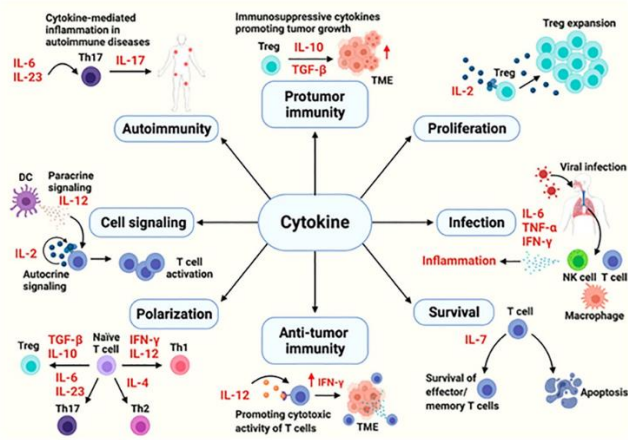 Cytokine-mediated
inflammation in
autoimmune diseases
IL-6
IL-23
Th17
IL-17
Autoimmunity
Immunosuppressive cytokines
promoting tumor growth
Treg
IL-10
TGF-β
TME
Protumor
immunity
Treg expansion
Treg
IL-2
Proliferation
DC
Paracrine
signaling
IL-12
IL-2
Autocrine
signaling
T cell
activation
Cell signaling
Cytokine
Infection
Viral infection
IL-6
TNF-α
IFN-γ
Inflammation
NK cell
T cell
Macrophage
Polarization
Treg
TGF-β
IL-10
Naïve
T cell
IFN-γ
IL-12
Th1
IL-6
IL-23
IL-4
Th17
Th2
Anti-tumor
immunity
IL-12
IFN-γ
Promoting cytotoxic
activity of T cells
TME
Survival
T cell
IL-7
Survival of
effector/
memory T cells
Apoptosis